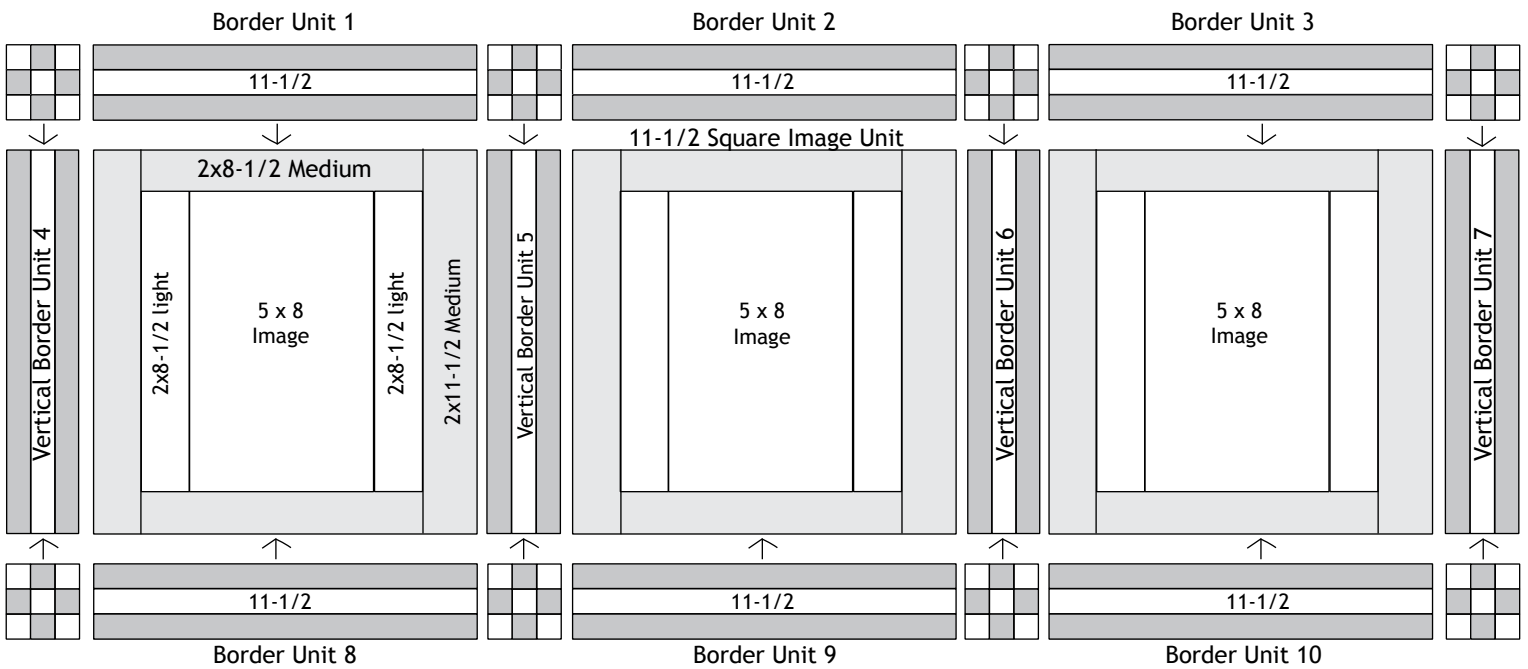 Border Unit 1
Border Unit 2
Border Unit 3
11-1/2
11-1/2
11-1/2
11-1/2 Square Image Unit
2x8-1/2 Medium
Vertical Border Unit 4
2x8-1/2 light
5 x 8
Image
2x8-1/2 light
2x11-1/2 Medium
Vertical Border Unit 5
5 x 8
Image
Vertical Border Unit 6
5 x 8
Image
Vertical Border Unit 7
11-1/2
11-1/2
11-1/2
Border Unit 8
Border Unit 9
Border Unit 10